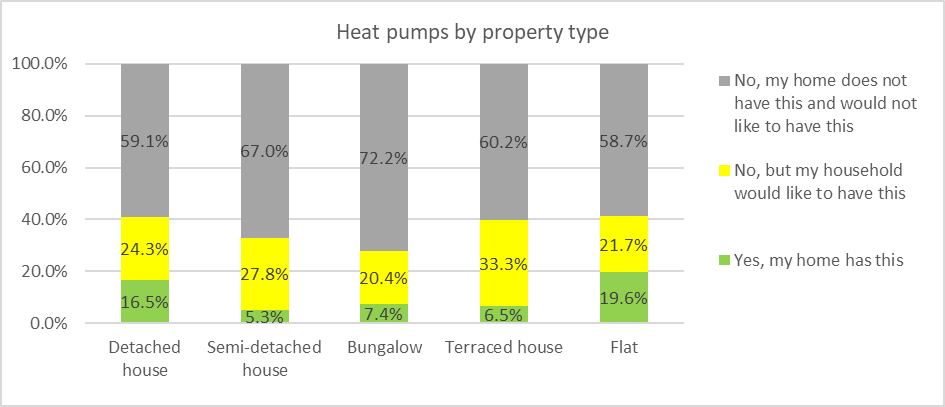 Heat pumps by property type
100.0%
80.0%
60.0%
40.0%
20.0%
0.0%
59.1%
67.0%
72.2%
60.2%
58.7%
24.3%
27.8%
20.4%
33.3%
21.7%
16.5%
5.3%
7.4%
6.5%
19.6%
Detached
house
Semi-detached
house
Bungalow
Terraced house
Flat
No, my home does not
have this and would not
like to have this
No, but my household
would like to have this
Yes, my home has this